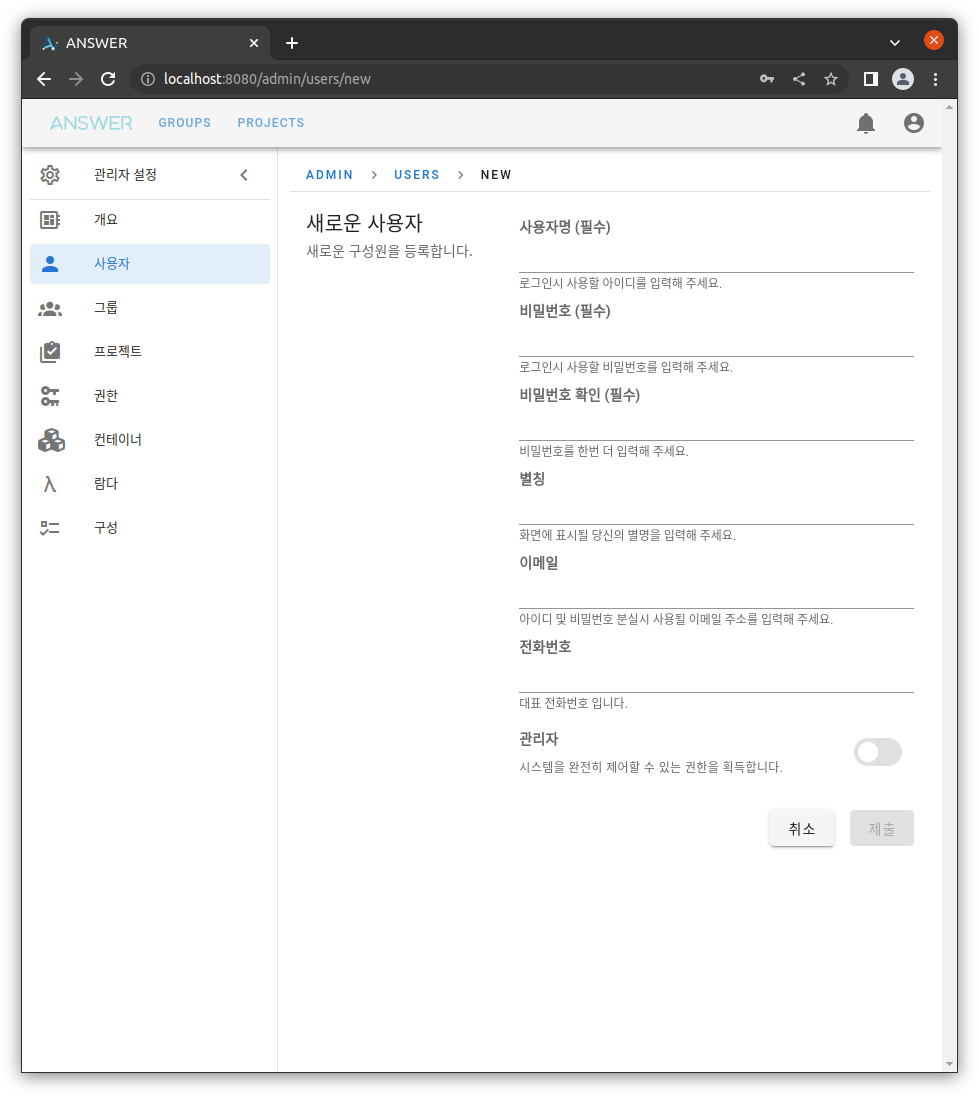 ANSWER
localhost:8080/admin/users/new
ANSWER GROUPS PROJECTS
관리자 설정
개요
사용자
그룹
프로젝트
권한
컨테이너
람다
구성
ADMIN > USERS > NEW
새로운 사용자
새로운 구성원을 등록합니다.
사용자명 (필수)
로그인시 사용할 아이디를 입력해 주세요.
비밀번호 (필수)
로그인시 사용할 비밀번호를 입력해 주세요.
비밀번호 확인 (필수)
비밀번호를 한번 더 입력해 주세요.
별칭
화면에 표시될 당신의 별명을 입력해 주세요.
이메일
아이디 및 비밀번호 분실시 사용될 이메일 주소를 입력해 주세요.
전화번호
대표 전화번호 입니다.
관리자
시스템을 완전히 제어할 수 있는 권한을 획득합니다.
취소 제출